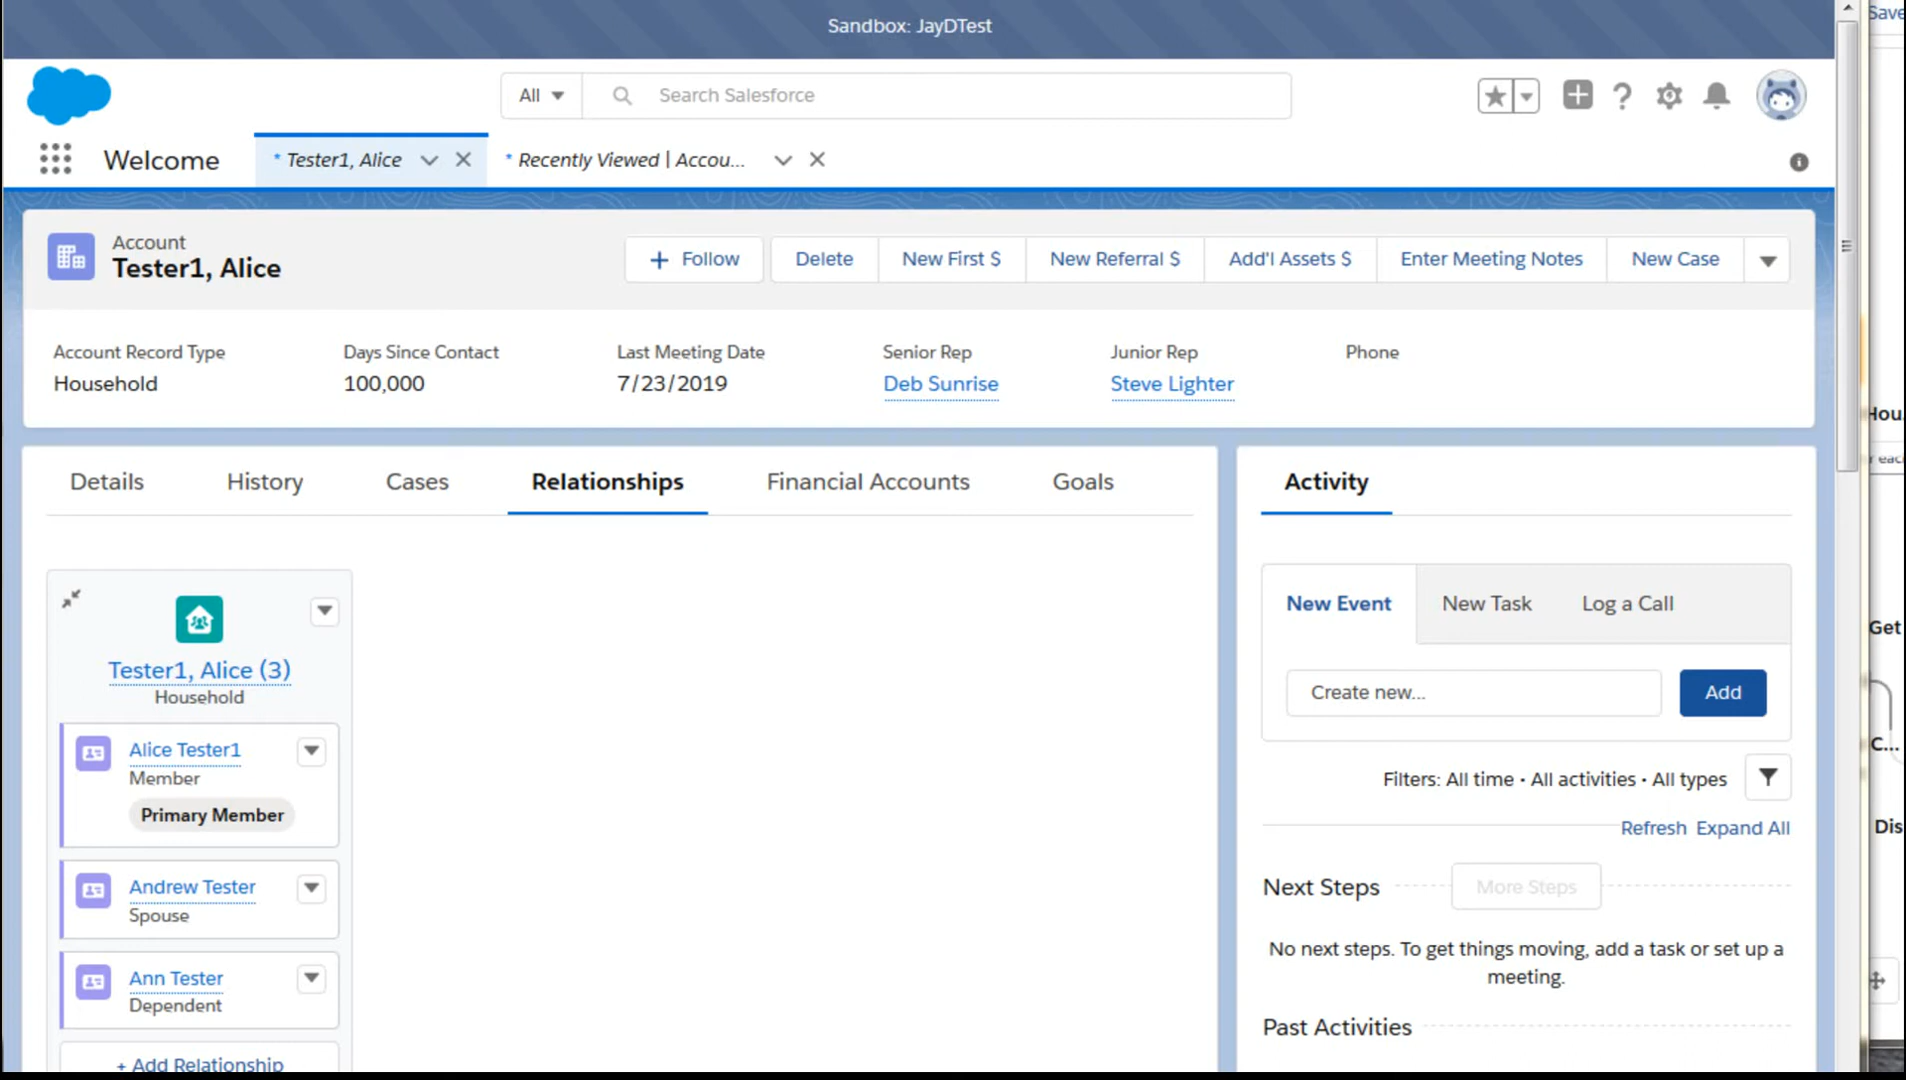 Sandbox: JayDTest
Save
All
Search Salesforce
Welcome
* Tester1, Alice
* Recently Viewed | Accou...
Account
Tester1, Alice
+ Follow
Delete
New First $
New Referral $
Add'l Assets $
Enter Meeting Notes
New Case
Account Record Type
Days Since Contact
Last Meeting Date
Senior Rep
Junior Rep
Phone
Household
100,000
7/23/2019
Deb Sunrise
Steve Lighter
Details
History
Cases
Relationships
Financial Accounts
Goals
Activity
Tester1, Alice (3)
Household
Alice Tester1
Member
Primary Member
Andrew Tester
Spouse
Ann Tester
Dependent
+ Add Relationship
New Event
New Task
Log a Call
Create new...
Add
Filters: All time • All activities • All types
Refresh
Expand All
Next Steps
More Steps
No next steps. To get things moving, add a task or set up a
meeting.
Past Activities
Get
C...
Dis